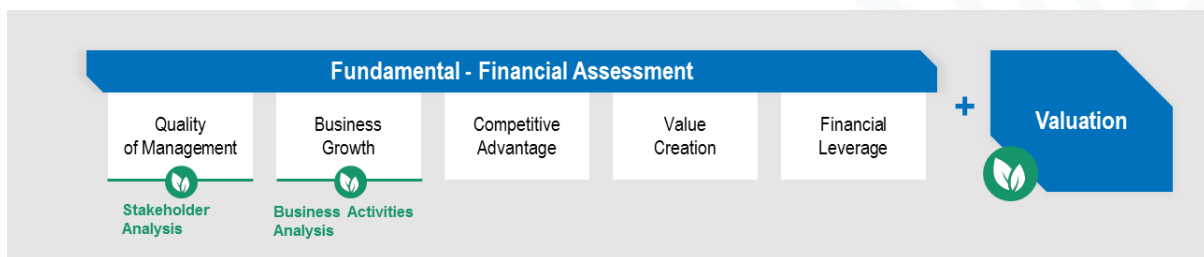 Fundamental - Financial Assessment
Quality
of Management
Business
Growth
Competitive
Advantage
Value
Creation
Financial
Leverage
+
Valuation
Stakeholder
Analysis
Business Activities
Analysis